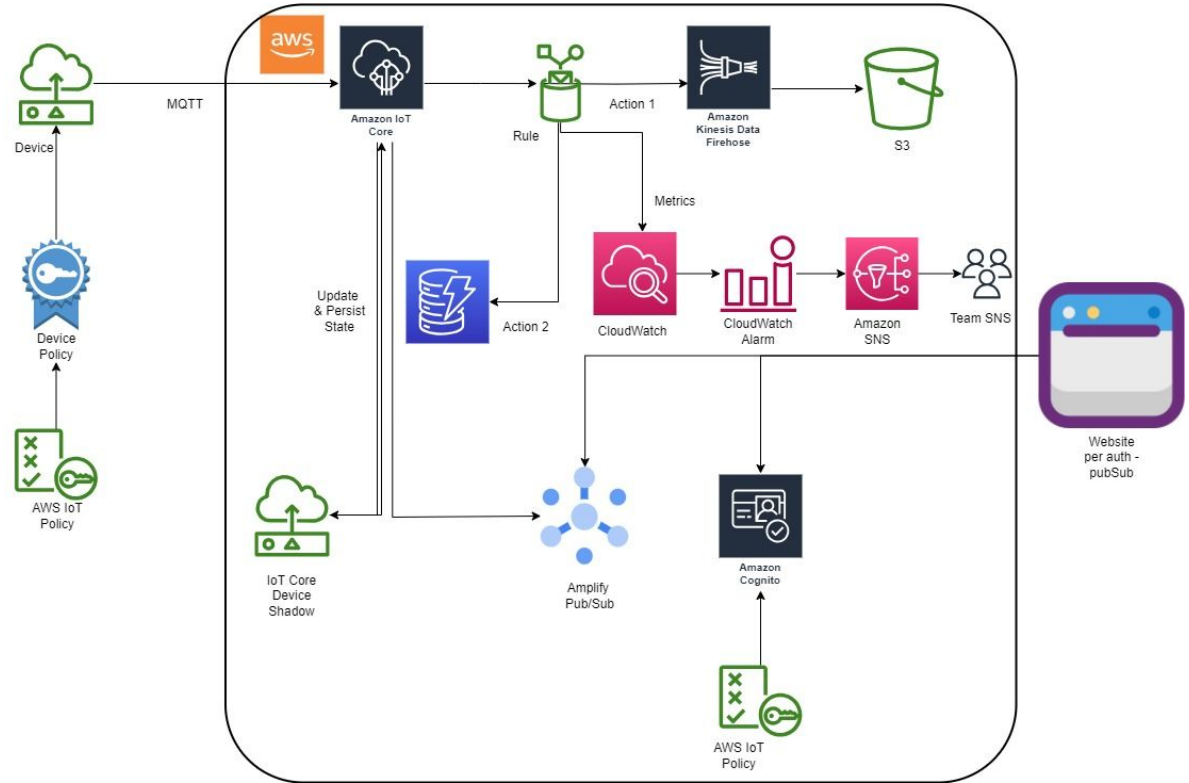 aws
MQTT
Device
Amazon IoT
Core
Rule
Action 1
Amazon
Kinesis Data
Firehose
S3
Metrics
Device
Policy
Update
& Persist
State
Action 2
CloudWatch
CloudWatch
Alarm
Amazon
SNS
Team SNS
Website
per auth -
pubSub
AWS IoT
Policy
IoT Core
Device
Shadow
Amplify
Pub/Sub
Amazon
Cognito
AWS IoT
Policy